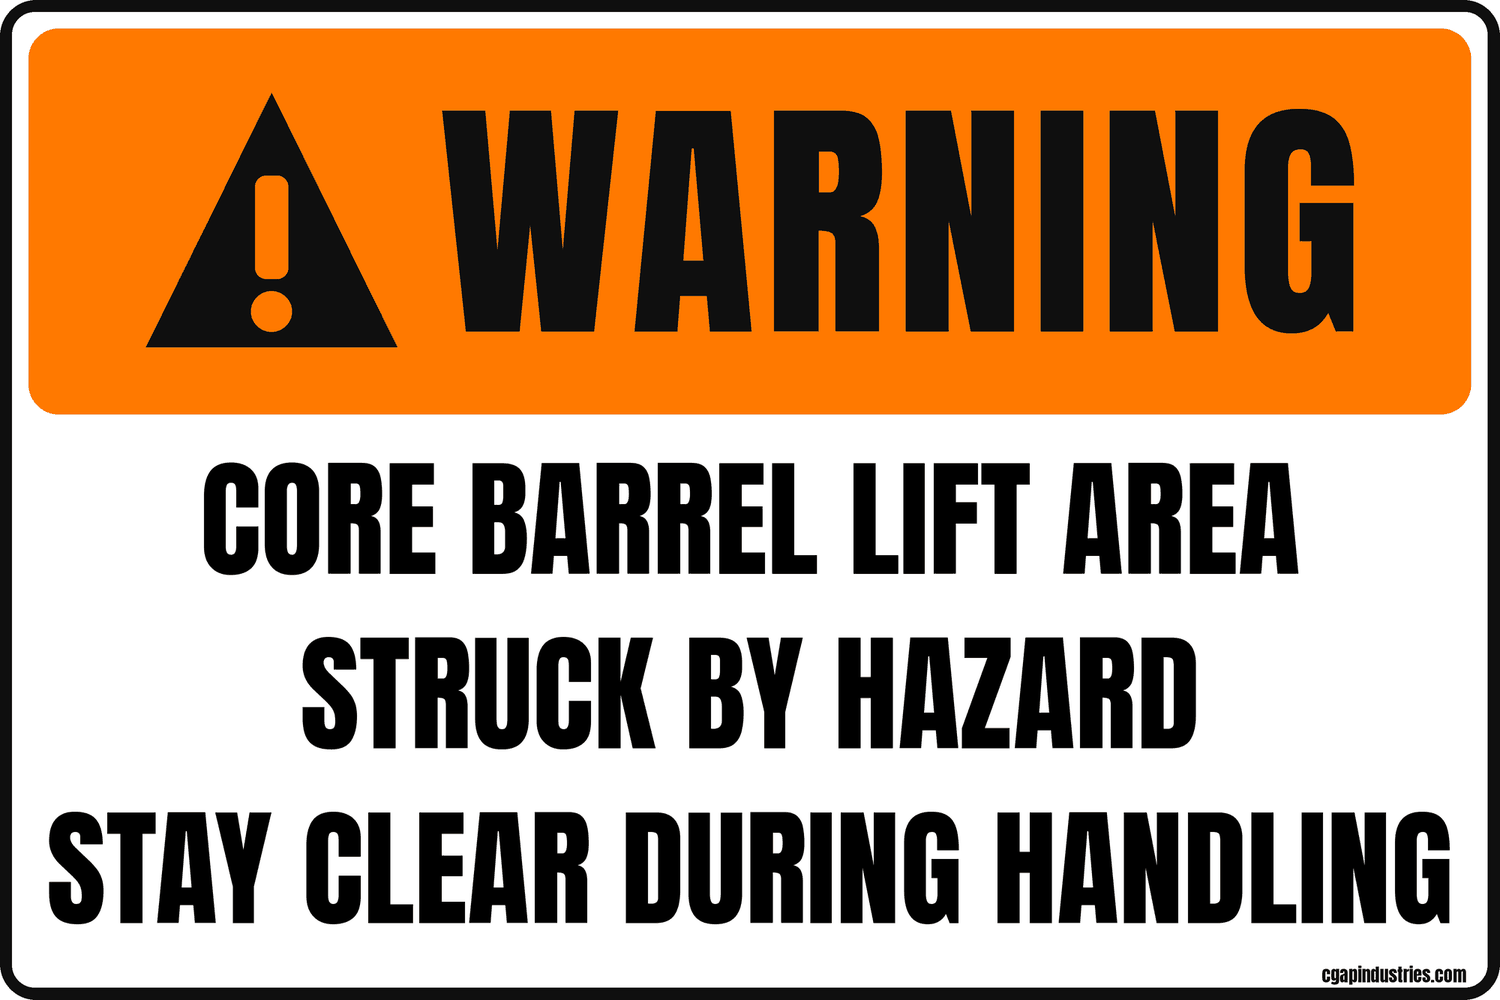 WARNING
CORE BARREL LIFT AREA
STRUCK BY HAZARD
STAY CLEAR DURING HANDLING
cgapindustries.com